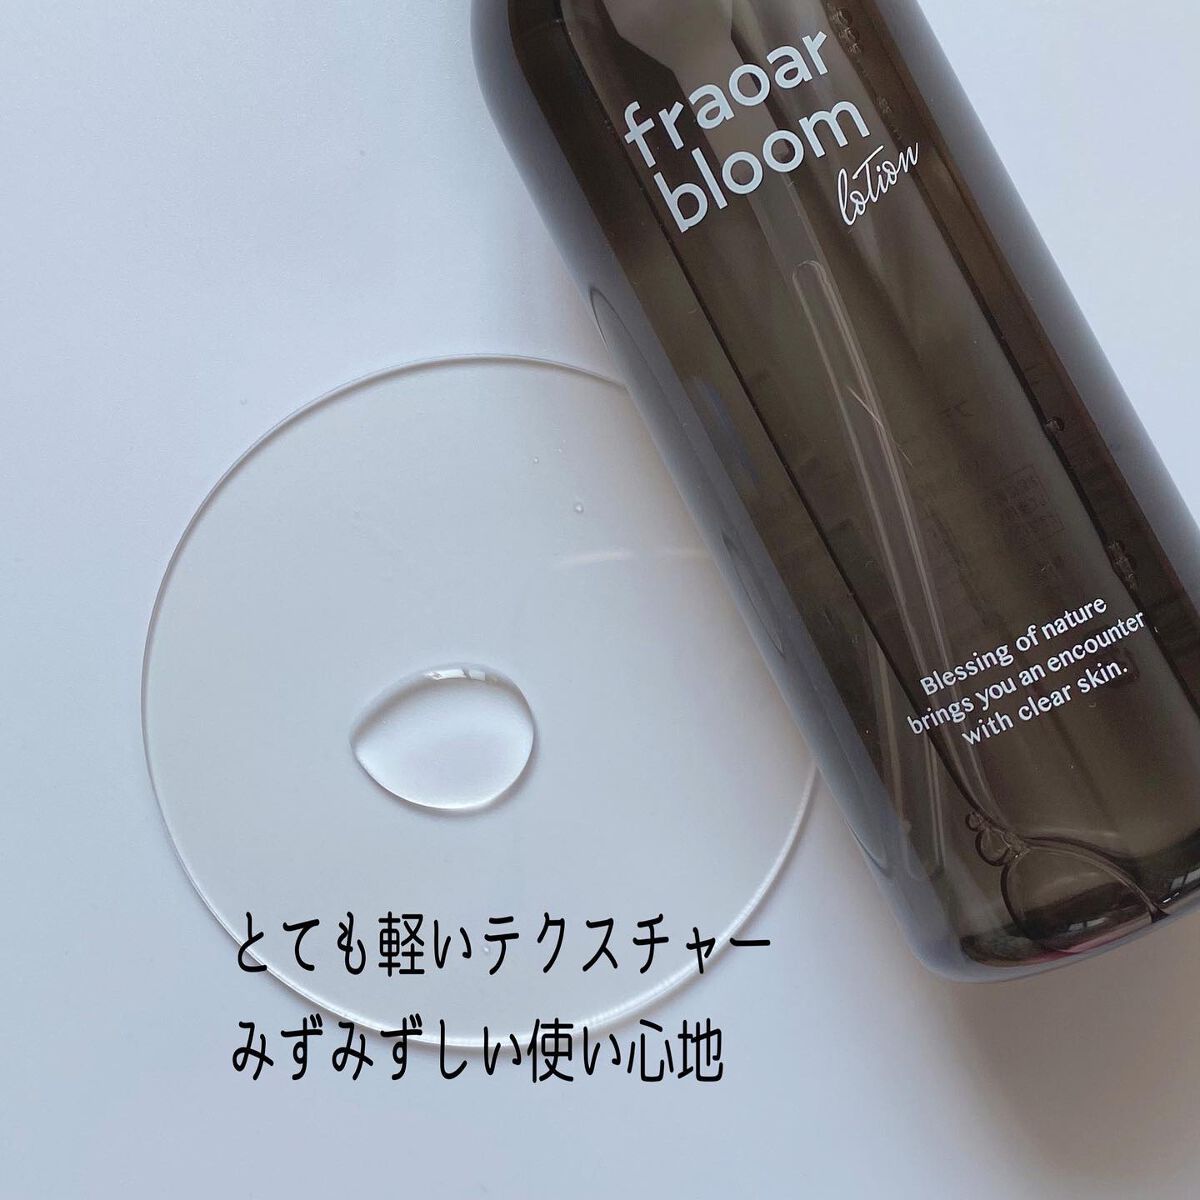 fraoar
bloom
lotion
Blessing of nature
brings you an encounter
with clear skin.
とても軽いテクスチャー
みずみずしい使い心地